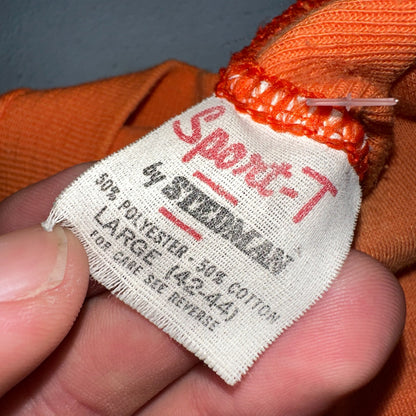 Sport-T
by STEDMAN
50% POLYESTER - 50% COTTON
LARGE (42-44)
FOR CARE SEE REVERSE